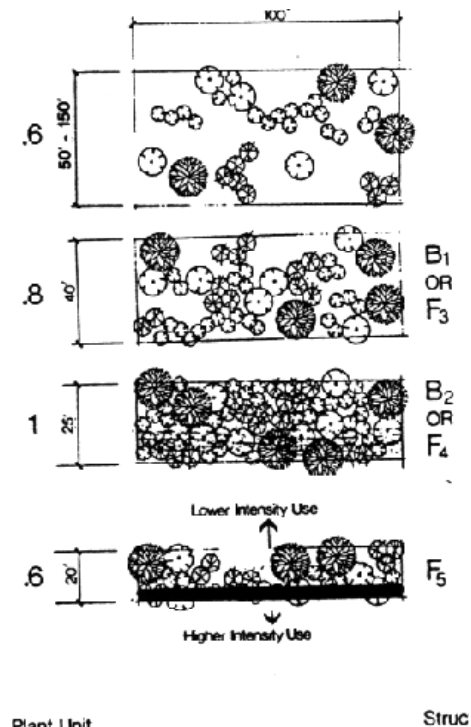 100'
.6
50' - 150'
.8
40'
B1
OR
F3
1
25'
B2
OR
F4
Lower Intensity Use
.6
20'
F5
Higher Intensity Use
Plant Unit
Struc